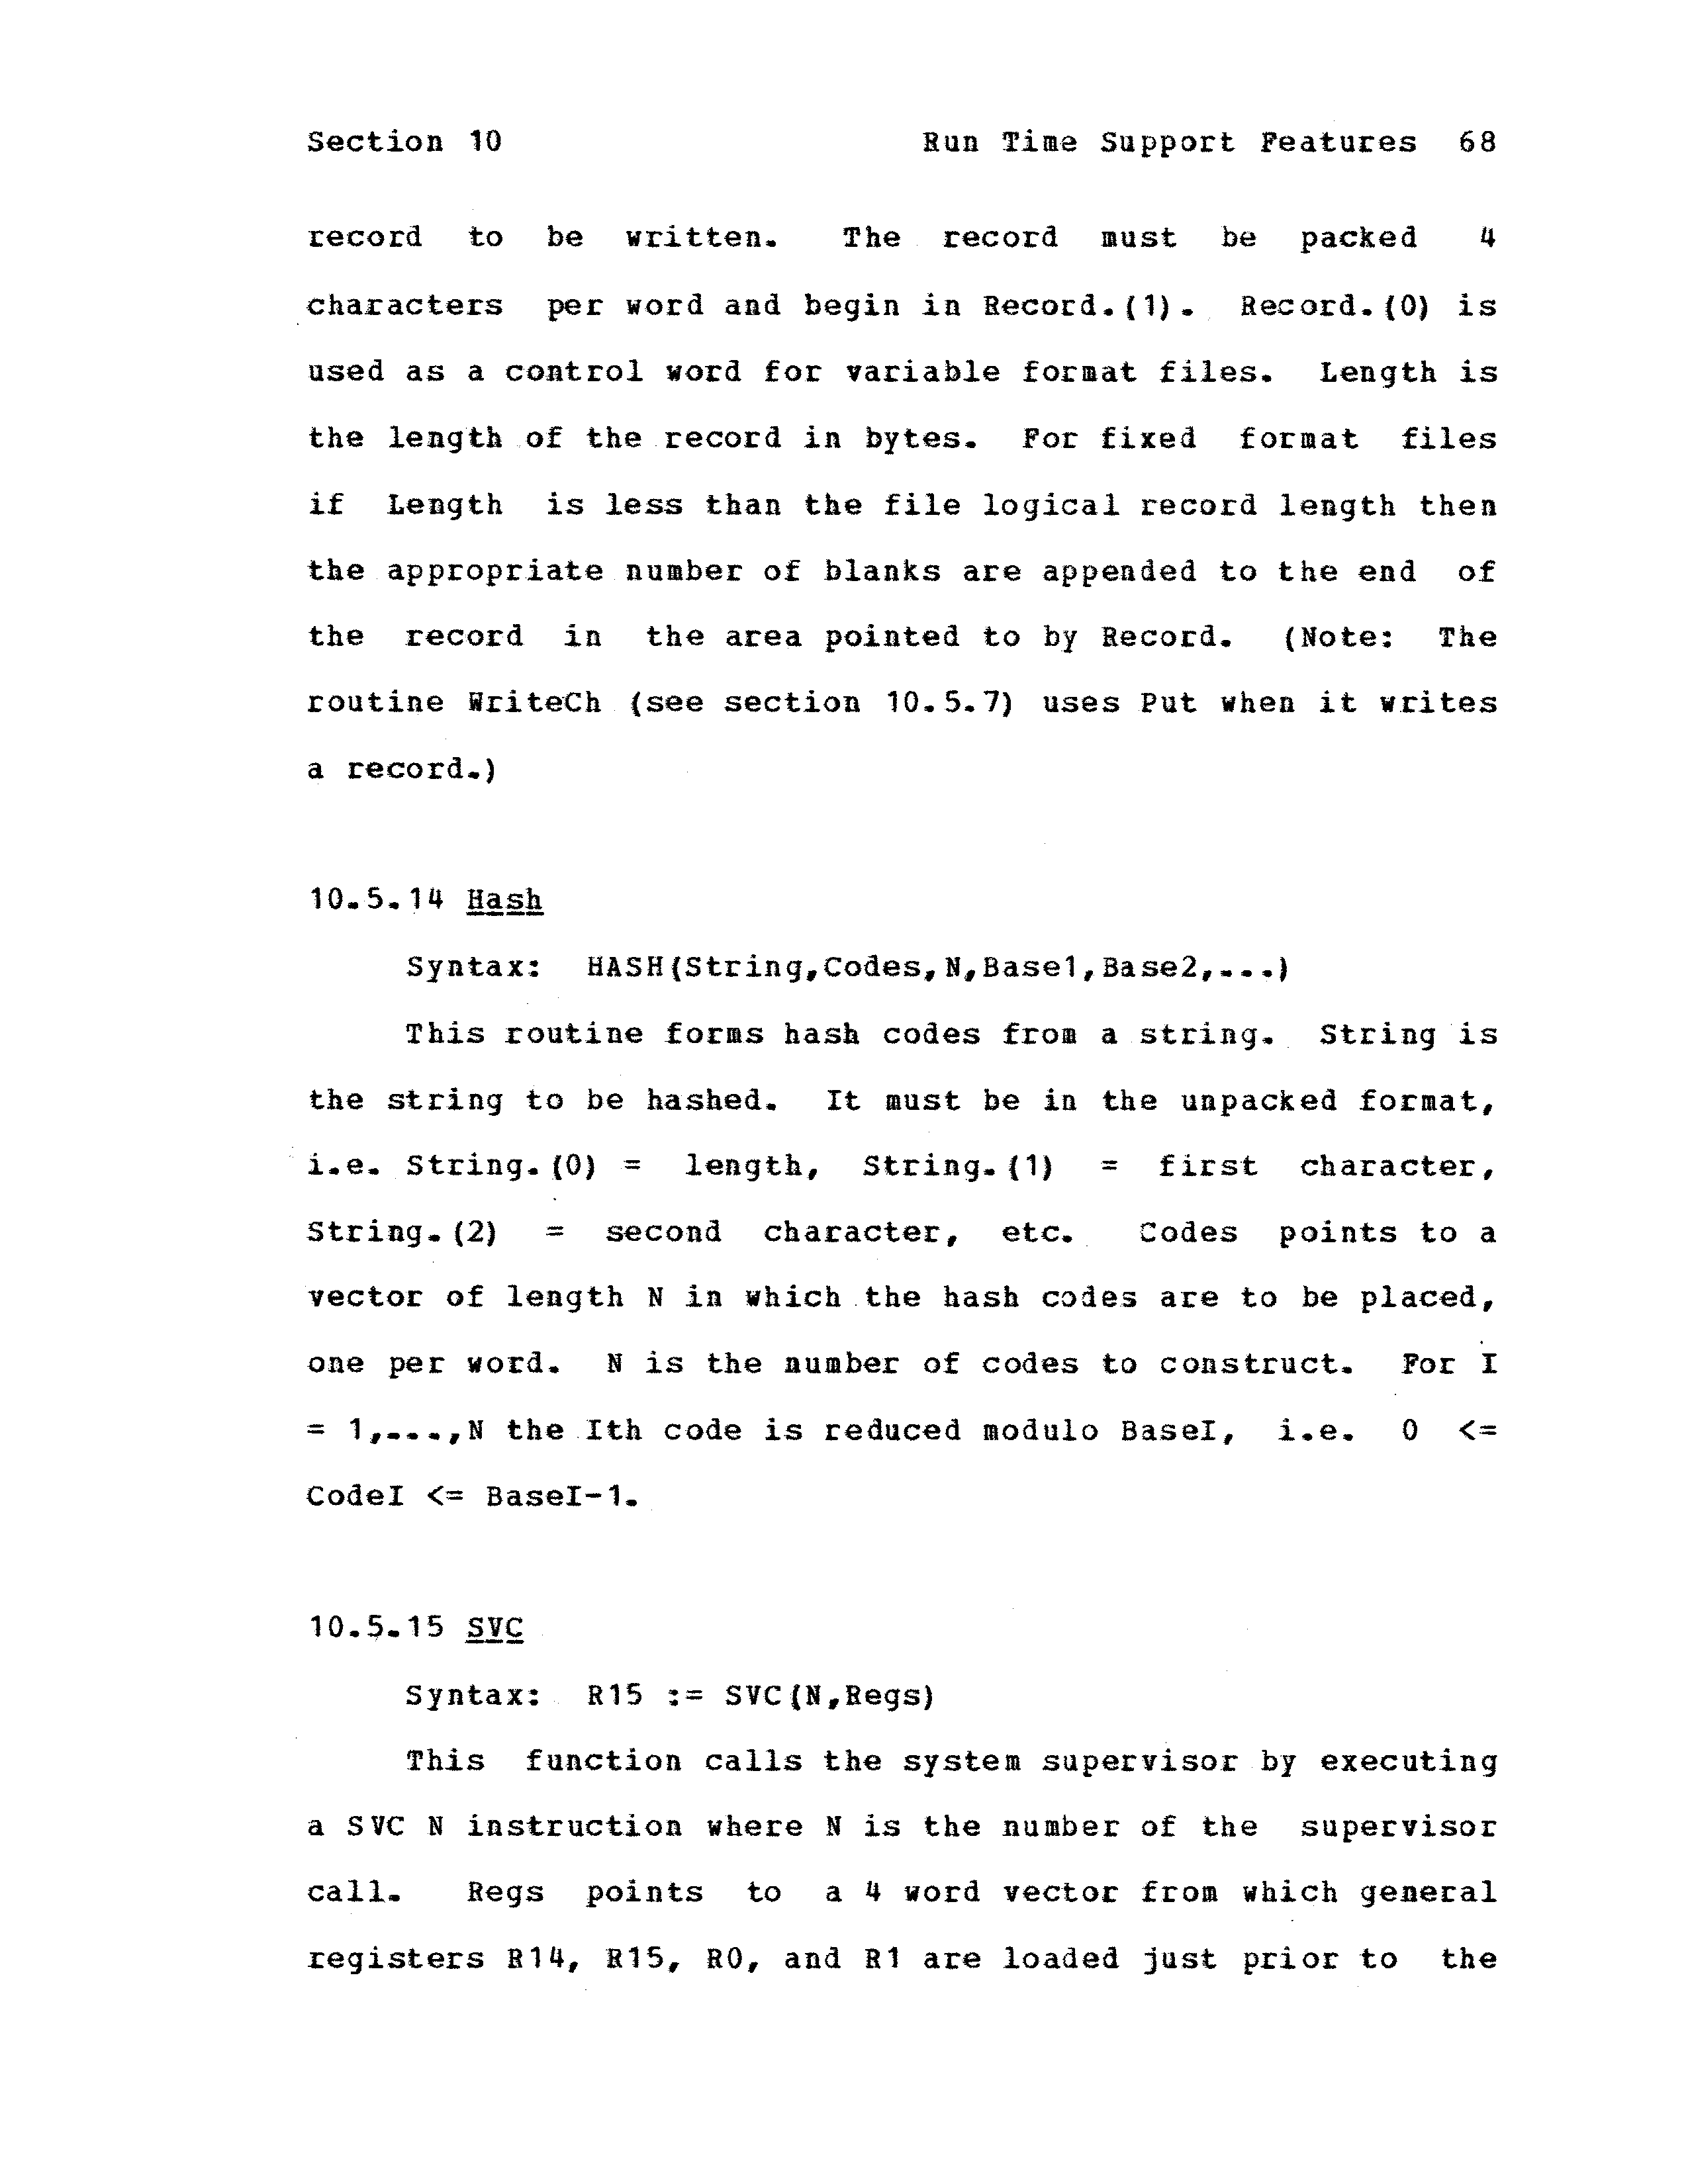 Section 10 Run Time Support Features 68
record to be written. The record must be packed 4
characters per word and begin in Record.(1). Record.(0) is
used as a control word for variable format files. Length is
the length of the record in bytes. For fixed format files
if Length is less than the file logical record length then
the appropriate number of blanks are appended to the end of
the record in the area pointed to by Record. (Note: The
routine WriteCh (see section 10.5.7) uses Put when it writes
a record.)
10.5.14 Hash
Syntax: HASH(String,Codes,N,Base1,Base2,...)
This routine forms hash codes from a string. String is
the string to be hashed. It must be in the unpacked format,
i.e. String.(0) = length, String.(1) = first character,
String.(2) = second character, etc. Codes points to a
vector of length N in which the hash codes are to be placed,
one per word. N is the number of codes to construct. For I
= 1,...,N the Ith code is reduced modulo BaseI, i.e. 0 <=
CodeI <= BaseI-1.
10.5.15 SVC
Syntax: R15 := SVC(N,Regs)
This function calls the system supervisor by executing
a SVC N instruction where N is the number of the supervisor
call. Regs points to a 4 word vector from which general
registers R14, R15, R0, and R1 are loaded just prior to the